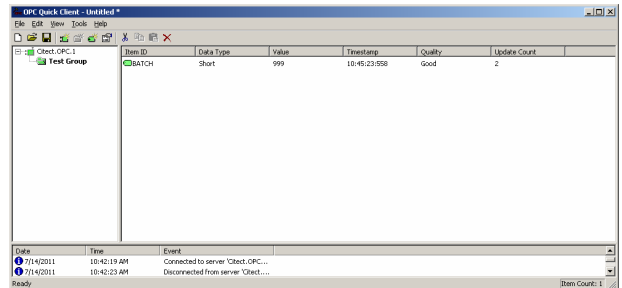 OPC Quick Client - Untitled *
File Edit View Tools Help
Citect.OPC.1
Test Group
Item ID Data Type Value Timestamp Quality Update Count
BATCH Short 999 10:45:23:558 Good 2
Date Time Event
7/14/2011 10:42:19 AM Connected to server 'Citect.OPC...
7/14/2011 10:42:23 AM Disconnected from server 'Citect....
Ready Item Count: 1